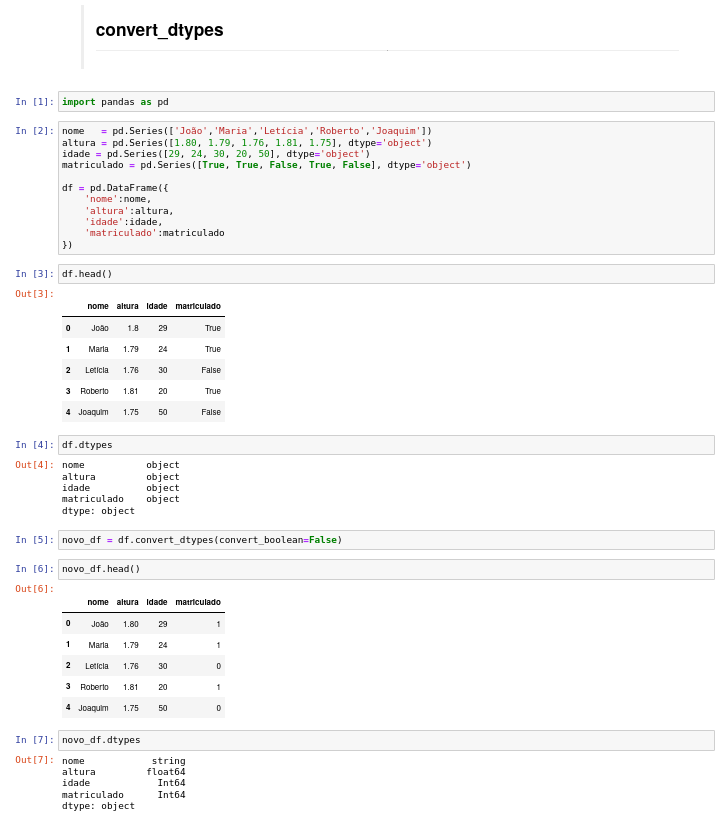 convert_dtypes
In [1]: import pandas as pd
In [2]: nome   = pd.Series(['João','Maria','Letícia','Roberto','Joaquim'])
altura = pd.Series([1.80, 1.79, 1.76, 1.81, 1.75], dtype='object')
idade = pd.Series([29, 24, 30, 20, 50], dtype='object')
matriculado = pd.Series([True, True, False, True, False], dtype='object')
df = pd.DataFrame({
    'nome':nome,
    'altura':altura,
    'idade':idade,
    'matriculado':matriculado
})
In [3]: df.head()
Out[3]:
nome altura idade matriculado
0 João 1.8 29 True
1 Maria 1.79 24 True
2 Letícia 1.76 30 False
3 Roberto 1.81 20 True
4 Joaquim 1.75 50 False
In [4]: df.dtypes
Out[4]: nome           object
altura         object
idade          object
matriculado    object
dtype: object
In [5]: novo_df = df.convert_dtypes(convert_boolean=False)
In [6]: novo_df.head()
Out[6]:
nome altura idade matriculado
0 João 1.80 29 1
1 Maria 1.79 24 1
2 Letícia 1.76 30 0
3 Roberto 1.81 20 1
4 Joaquim 1.75 50 0
In [7]: novo_df.dtypes
Out[7]: nome            string
altura         float64
idade            Int64
matriculado      Int64
dtype: object